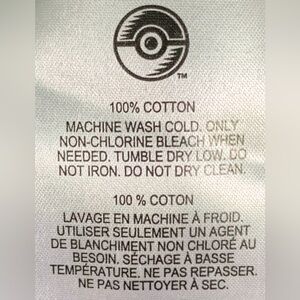 TM
100% COTTON
MACHINE WASH COLD. ONLY
NON-CHLORINE BLEACH WHEN
NEEDED. TUMBLE DRY LOW. DO
NOT IRON. DO NOT DRY CLEAN.
100 % COTON
LAVAGE EN MACHINE À FROID.
UTILISER SEULEMENT UN AGENT
DE BLANCHIMENT NON CHLORÉ AU
BESOIN. SÉCHAGE À BASSE
TEMPÉRATURE. NE PAS REPASSER.
NE PAS NETTOYER À SEC.